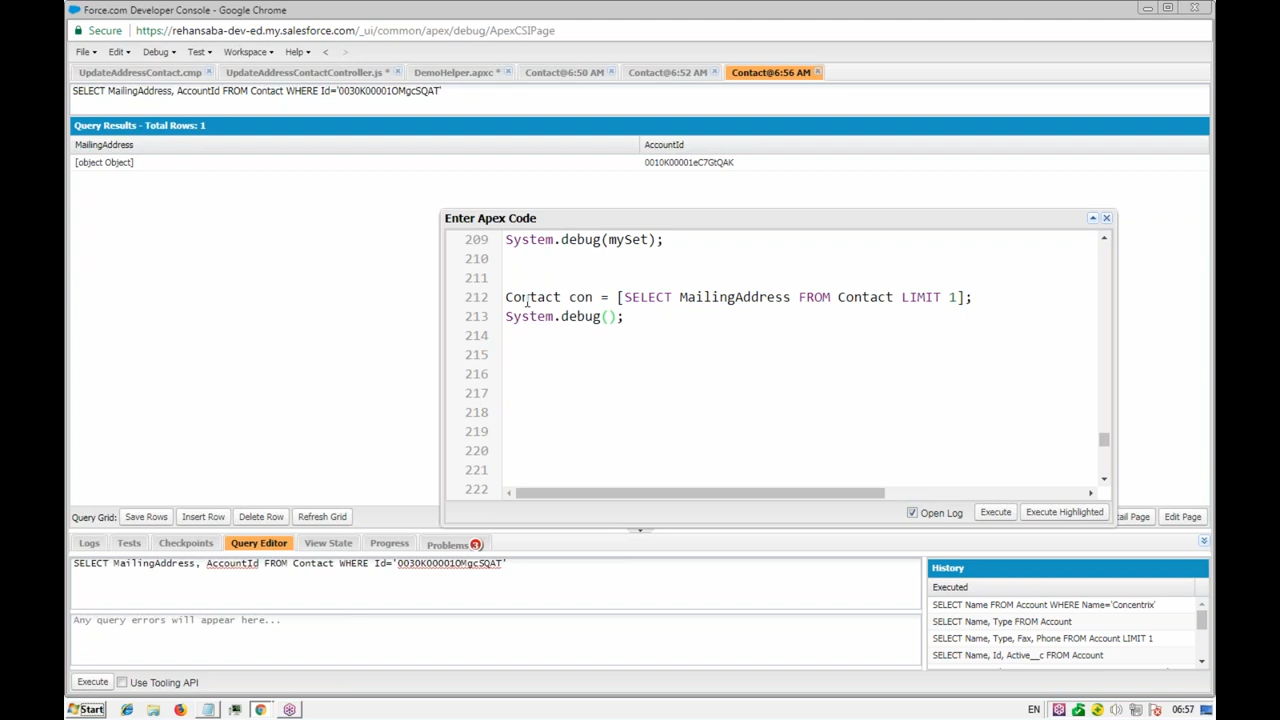 Force.com Developer Console - Google Chrome
Secure https://rehansaba-dev-ed.my.salesforce.com/_ui/common/apex/debug/ApexCSIPage
File Edit Debug Test Workspace Help < >
UpdateAddressContact.cmp UpdateAddressContactController.js * DemoHelper.apxc * Contact@6:50 AM Contact@6:52 AM Contact@6:56 AM
SELECT MailingAddress, AccountId FROM Contact WHERE Id='0030K00001OMgcSQAT'
Query Results - Total Rows: 1
MailingAddress AccountId
[object Object] 0010K00001eC7GtQAK
Enter Apex Code
209 System.debug(mySet);
210
211
212 Contact con = [SELECT MailingAddress FROM Contact LIMIT 1];
213 System.debug();
214
215
216
217
218
219
220
221
222
Open Log Execute Execute Highlighted
Query Grid: Save Rows Insert Row Delete Row Refresh Grid tail Page Edit Page
Logs Tests Checkpoints Query Editor View State Progress Problems 3
SELECT MailingAddress, AccountId FROM Contact WHERE Id='0030K00001OMgcSQAT'
Any query errors will appear here...
History
Executed
SELECT Name FROM Account WHERE Name='Concentrix'
SELECT Name, Type FROM Account
SELECT Name, Type, Fax, Phone FROM Account LIMIT 1
SELECT Name, Id, Active__c FROM Account
Execute Use Tooling API
Start EN 06:57